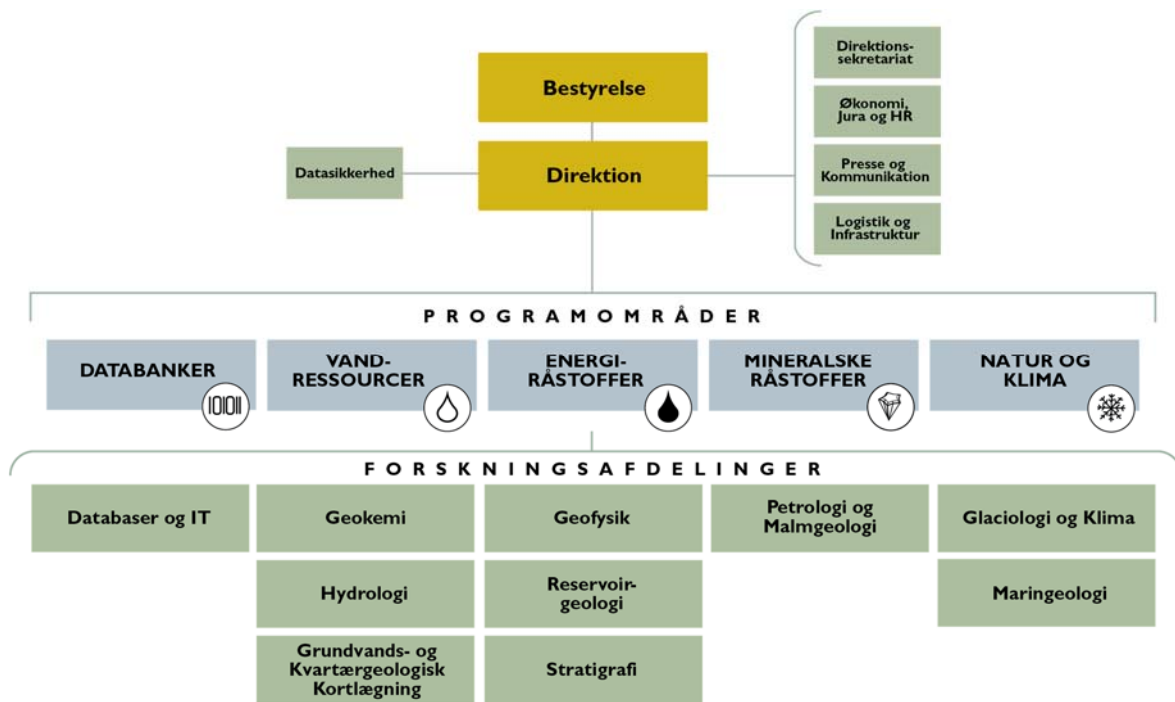 Bestyrelse
Direktion
Datasikkerhed
Direktions-
sekretariat
Økonomi,
Jura og HR
Presse og
Kommunikation
Logistik og
Infrastruktur
PROGRAMOMRÅDER
DATABANKER
VAND-
RESSOURCER
ENERGI-
RÅSTOFFER
MINERALSKE
RÅSTOFFER
NATUR OG
KLIMA
FORSKNINGSAFDELINGER
Databaser og IT
Geokemi
Geofysik
Petrologi og
Malmgeologi
Glaciologi og Klima
Hydrologi
Reservoir-
geologi
Maringeologi
Grundvands- og
Kvartærgeologisk
Kortlægning
Stratigrafi